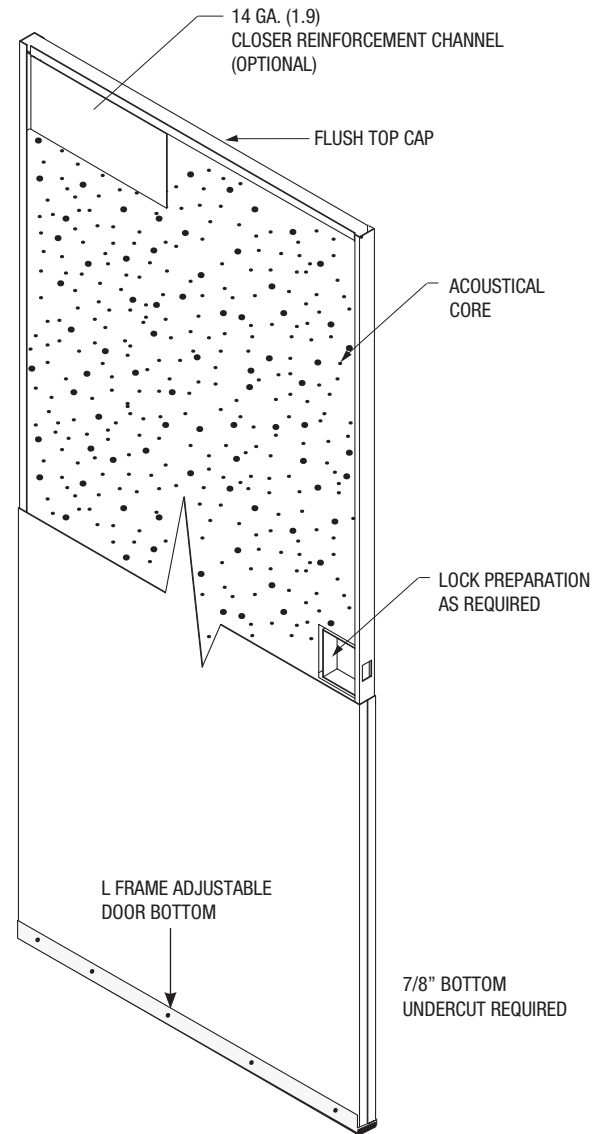 14 GA. (1.9)
CLOSER REINFORCEMENT CHANNEL
(OPTIONAL)
FLUSH TOP CAP
ACOUSTICAL
CORE
LOCK PREPARATION
AS REQUIRED
L FRAME ADJUSTABLE
DOOR BOTTOM
7/8” BOTTOM
UNDERCUT REQUIRED